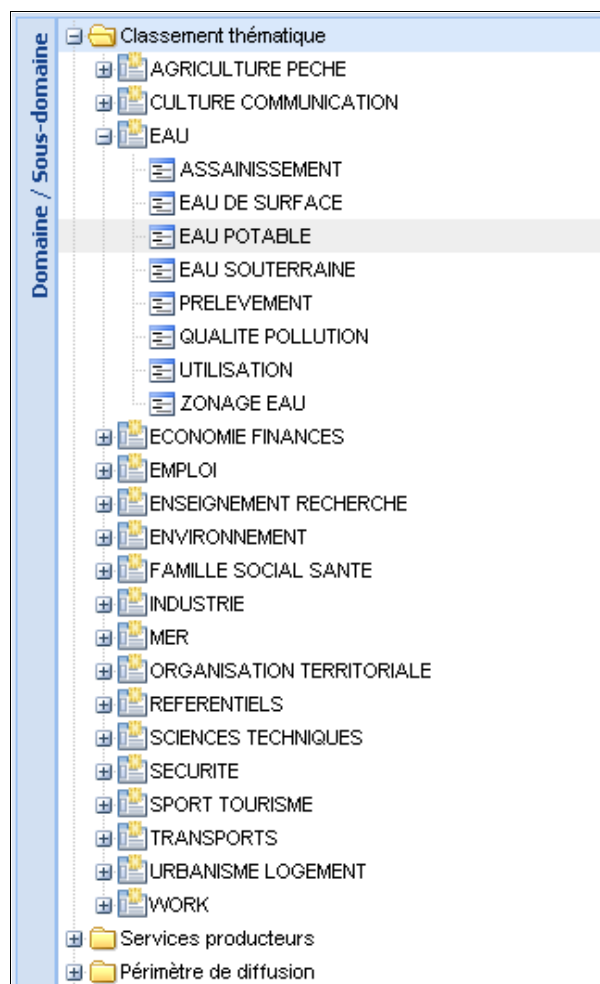 Domaine / Sous-domaine
Classement thématique
AGRICULTURE PECHE
CULTURE COMMUNICATION
EAU
ASSAINISSEMENT
EAU DE SURFACE
EAU POTABLE
EAU SOUTERRAINE
PRELEVEMENT
QUALITE POLLUTION
UTILISATION
ZONAGE EAU
ECONOMIE FINANCES
EMPLOI
ENSEIGNEMENT RECHERCHE
ENVIRONNEMENT
FAMILLE SOCIAL SANTE
INDUSTRIE
MER
ORGANISATION TERRITORIALE
REFERENTIELS
SCIENCES TECHNIQUES
SECURITE
SPORT TOURISME
TRANSPORTS
URBANISME LOGEMENT
WORK
Services producteurs
Périmètre de diffusion